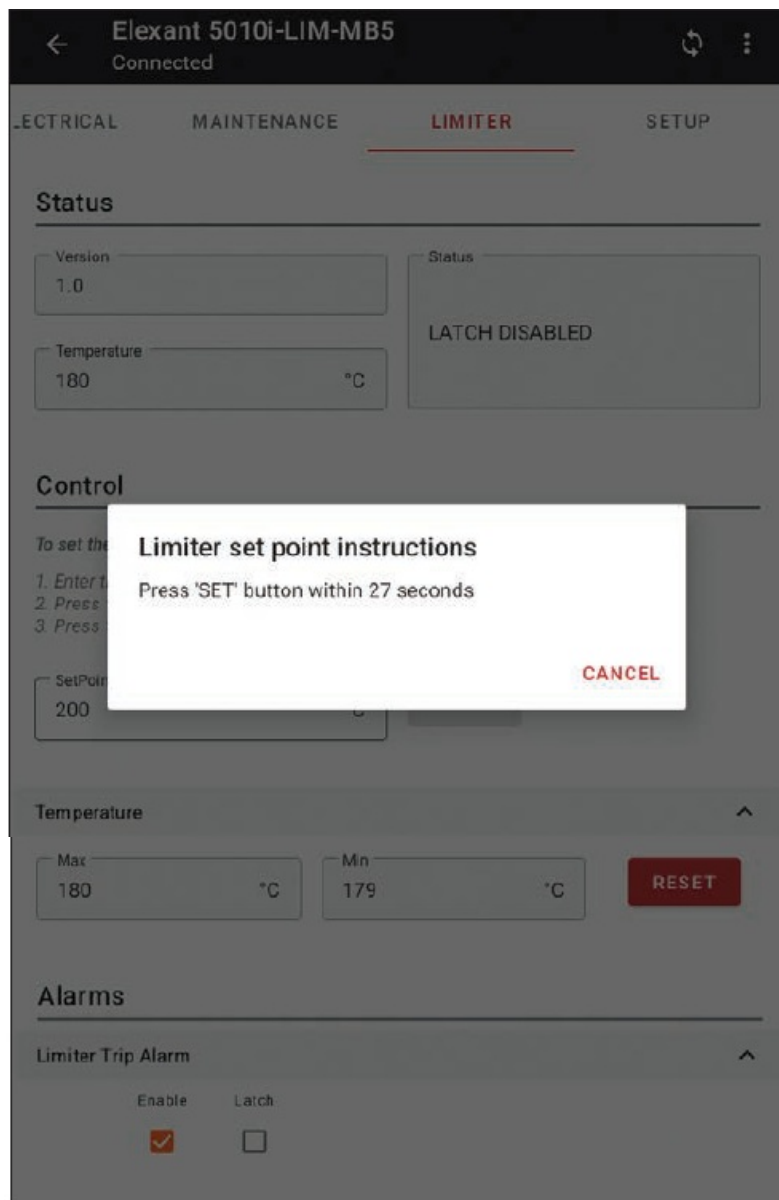 Elexant 5010i-LIM-MB5
Connected
LECTRICAL MAINTENANCE LIMITER SETUP
Status
Version
1.0
Status
LATCH DISABLED
Temperature
180 °C
Control
To set the
1. Enter
2. Press
3. Press
Limiter set point instructions
Press 'SET' button within 27 seconds
CANCEL
SetPoin
200
Temperature
Max
180 °C
Min
179 °C
RESET
Alarms
Limiter Trip Alarm
Enable Latch